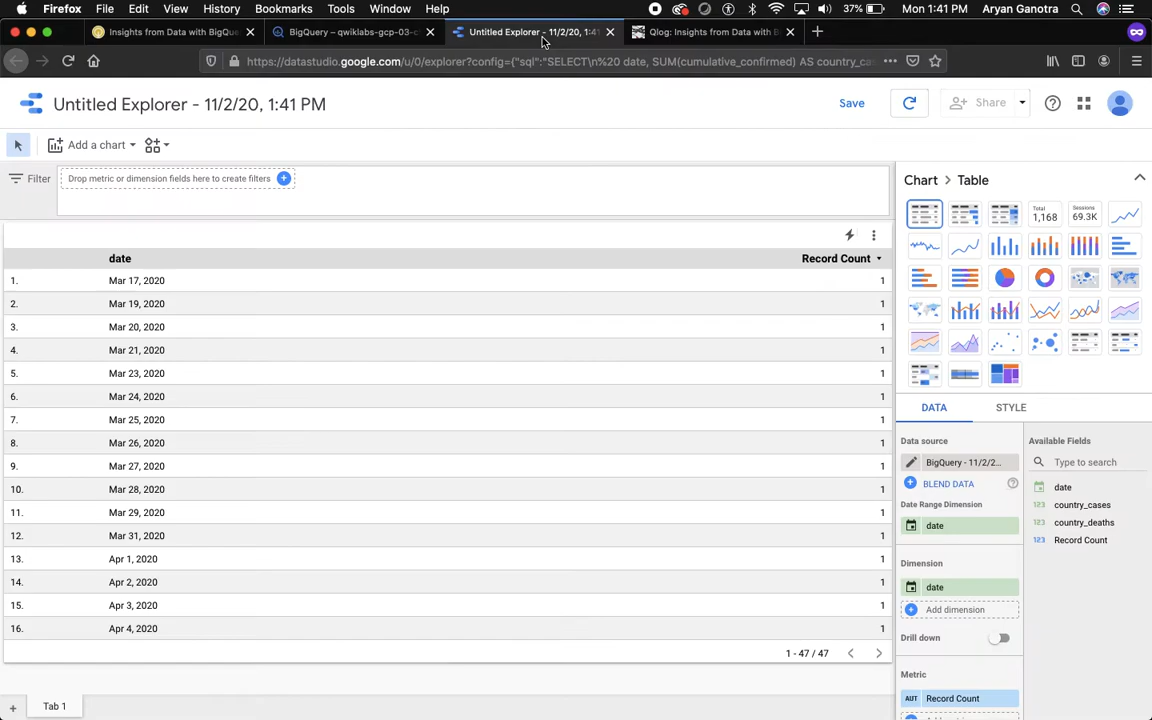 Firefox File Edit View History Bookmarks Tools Window Help 37% Mon 1:41 PM Aryan Ganotra
Insights from Data with BigQue BigQuery – qwiklabs-gcp-03-c Untitled Explorer - 11/2/20, 1:41 Qlog: Insights from Data with B
https://datastudio.google.com/u/0/explorer?config={"sql":"SELECT\n%20 date, SUM(cumulative_confirmed) AS country_cas
Untitled Explorer - 11/2/20, 1:41 PM Save Share
Add a chart
Filter Drop metric or dimension fields here to create filters
Chart > Table
Total 1,168 Sessions 69.3K
date Record Count
1. Mar 17, 2020 1
2. Mar 19, 2020 1
3. Mar 20, 2020 1
4. Mar 21, 2020 1
5. Mar 23, 2020 1
6. Mar 24, 2020 1
7. Mar 25, 2020 1
8. Mar 26, 2020 1
9. Mar 27, 2020 1
10. Mar 28, 2020 1
11. Mar 29, 2020 1
12. Mar 31, 2020 1
13. Apr 1, 2020 1
14. Apr 2, 2020 1
15. Apr 3, 2020 1
16. Apr 4, 2020 1
1 - 47 / 47
Tab 1
DATA STYLE
Data source
BigQuery - 11/2/2...
BLEND DATA
Date Range Dimension
date
Dimension
date
Add dimension
Drill down
Metric
AUT Record Count
Available Fields
Type to search
date
123 country_cases
123 country_deaths
123 Record Count